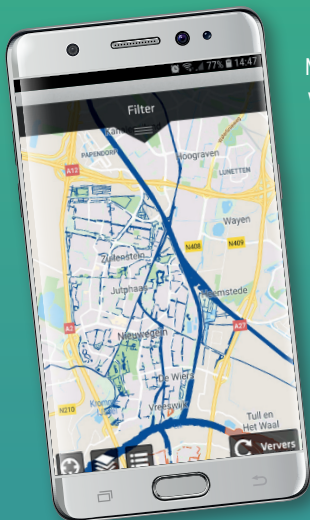 77% 14:47
Filter
PAPENDORP
Hoograven
A12
LUNETTEN
Wayen
N408
N409
Zuilenstein
Jutphaas
A2
Nieuwegein
A27
De Wiers
Vreeswijk
N210
Tull en
Het Waal
Ververs